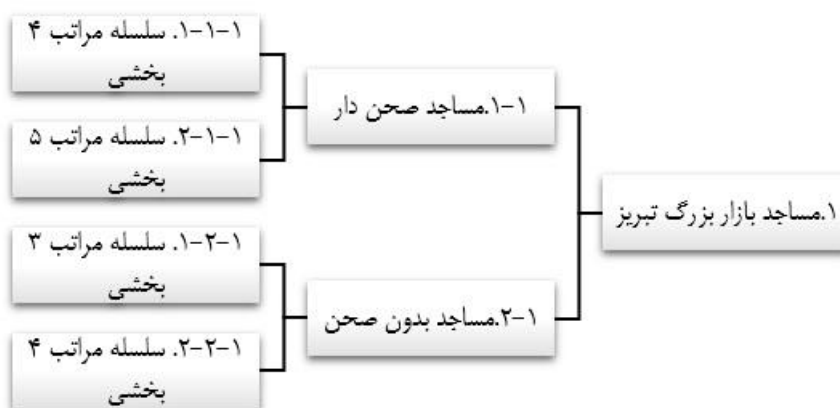 ۱.مساجد بازار بزرگ تبریز
۱-۱.مساجد صحن دار
۱-۱-۱. سلسله مراتب ۴
بخشی
۲-۱-۱. سلسله مراتب ۵
بخشی
۲-۱.مساجد بدون صحن
۱-۲-۱. سلسله مراتب ۳
بخشی
۲-۲-۱. سلسله مراتب ۴
بخشی